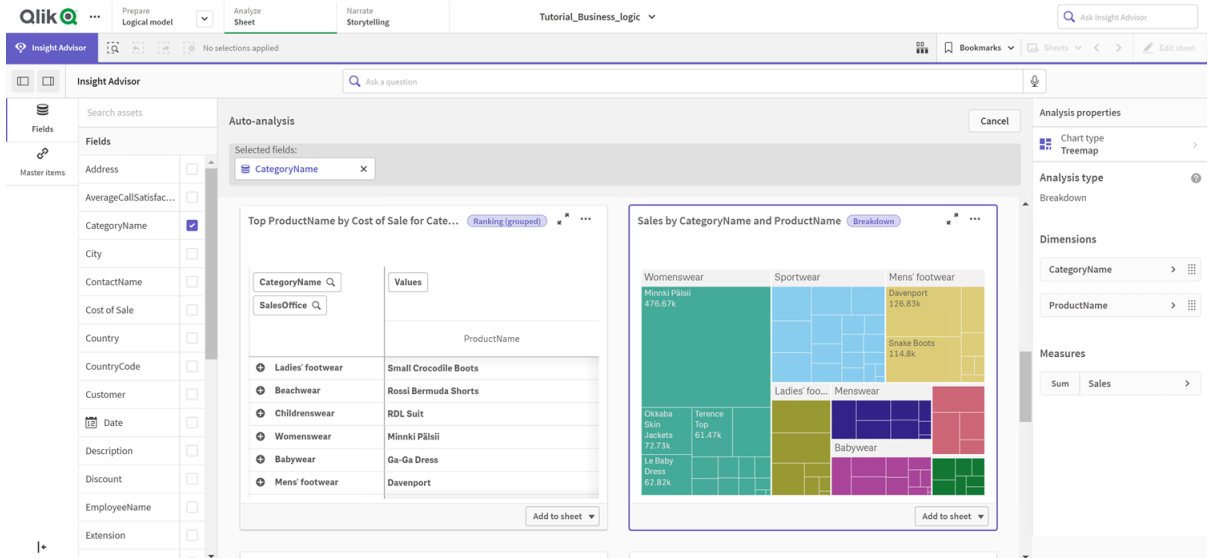 Qlik
Prepare
Logical model
Analyze
Sheet
Narrate
Storytelling
Tutorial_Business_logic
Ask Insight Advisor
Insight Advisor
No selections applied
Bookmarks
Sheets
Edit sheet
Insight Advisor
Ask a question
Fields
Master items
Search assets
Fields
Address
AverageCallSatisfac...
CategoryName
City
ContactName
Cost of Sale
Country
CountryCode
Customer
Date
Description
Discount
EmployeeName
Extension
Auto-analysis
Cancel
Selected fields:
CategoryName
Top ProductName by Cost of Sale for Cate...
Ranking (grouped)
CategoryName
Values
SalesOffice
ProductName
Ladies' footwear Small Crocodile Boots
Beachwear Rossi Bermuda Shorts
Childrenswear RDL Suit
Womenswear Minnki Pälsii
Babywear Ga-Ga Dress
Mens' footwear Davenport
Add to sheet
Sales by CategoryName and ProductName
Breakdown
Womenswear
Sportwear
Mens' footwear
Minnki Pälsii
476.67k
Davenport
126.83k
Snake Boots
114.8k
Ladies' foo...
Menswear
Okkaba
Skin
Jackets
72.73k
Terence
Top
61.47k
Babywear
Le Baby
Dress
62.82k
Add to sheet
Analysis properties
Chart type
Treemap
Analysis type
Breakdown
Dimensions
CategoryName
ProductName
Measures
Sum Sales